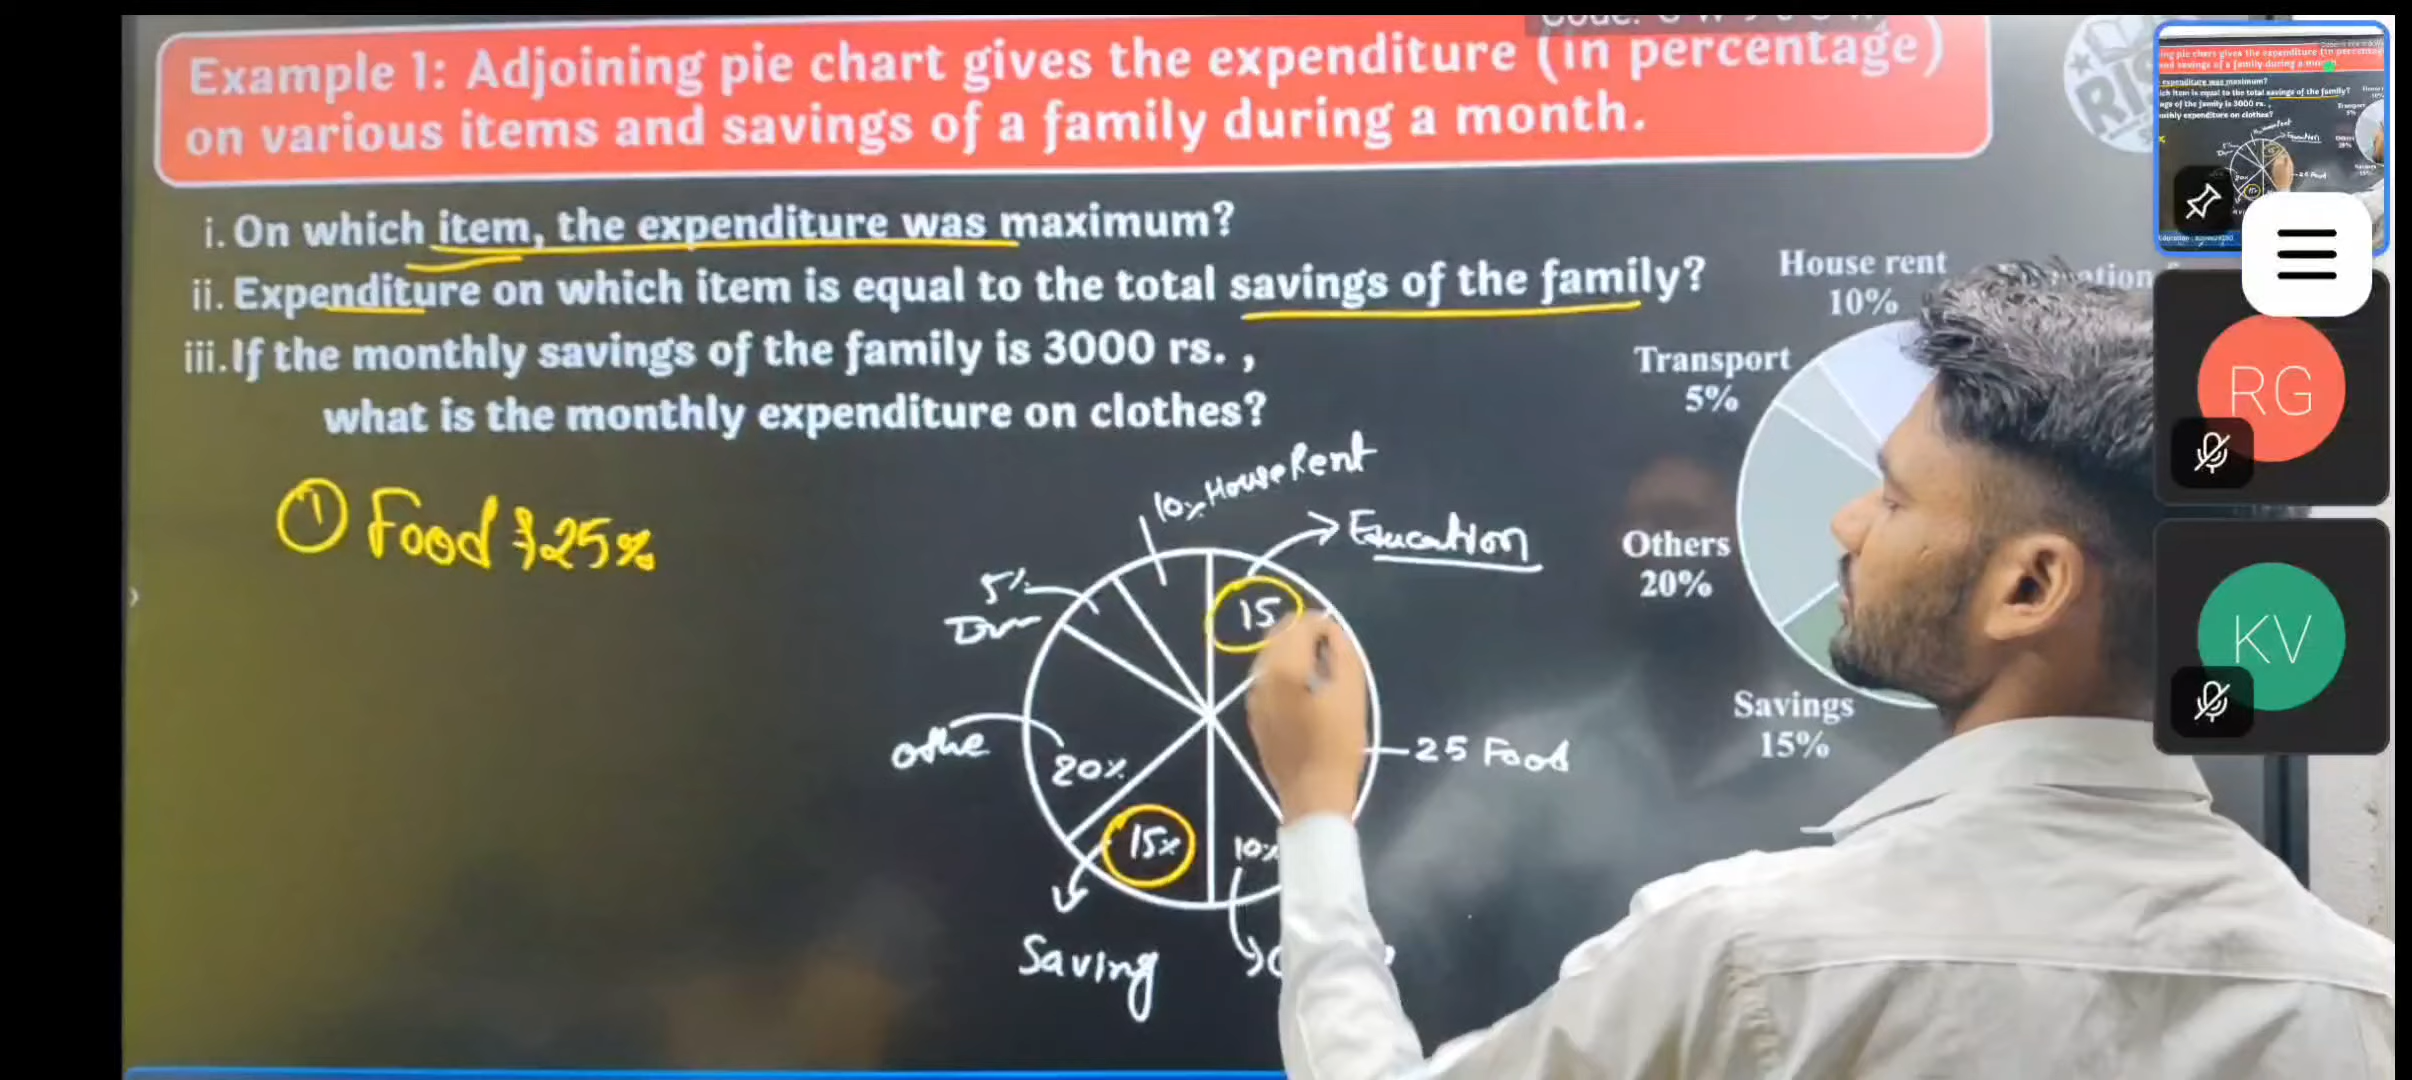 Example 1: Adjoining pie chart gives the expenditure (in percentage)
on various items and savings of a family during a month.
i. On which item, the expenditure was maximum?
ii. Expenditure on which item is equal to the total savings of the family?
iii. If the monthly savings of the family is 3000 rs. ,
what is the monthly expenditure on clothes?
House rent
10%
Transport
5%
Others
20%
Savings
15%
① Food 25%
10% House Rent
Education
15
5%
20%
25 Food
15%
10%
Saving
RG
KV